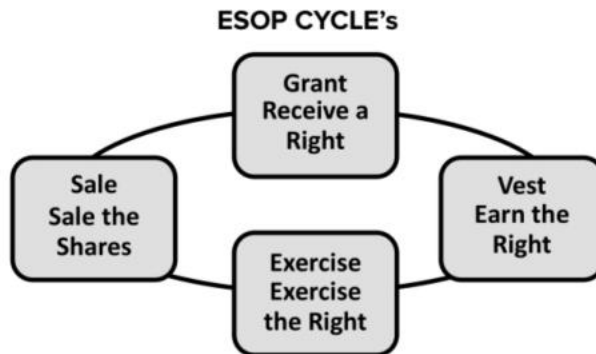 ESOP CYCLE's
Grant
Receive a
Right
Vest
Earn the
Right
Exercise
Exercise
the Right
Sale
Sale the
Shares